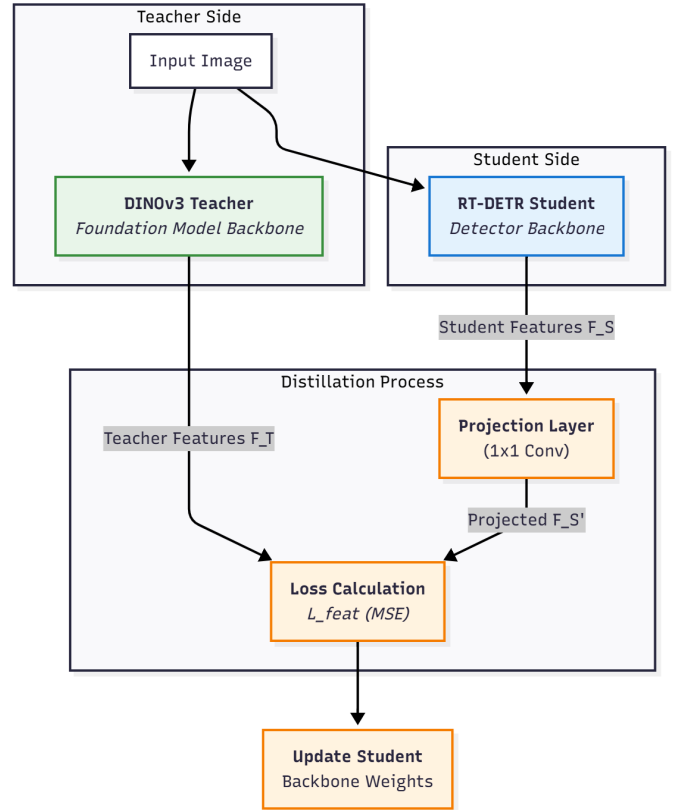 Teacher Side
Input Image
Student Side
DINOv3 Teacher
Foundation Model Backbone
RT-DETR Student
Detector Backbone
Student Features F_S
Distillation Process
Teacher Features F_T
Projection Layer
(1x1 Conv)
Projected F_S'
Loss Calculation
L_feat (MSE)
Update Student
Backbone Weights